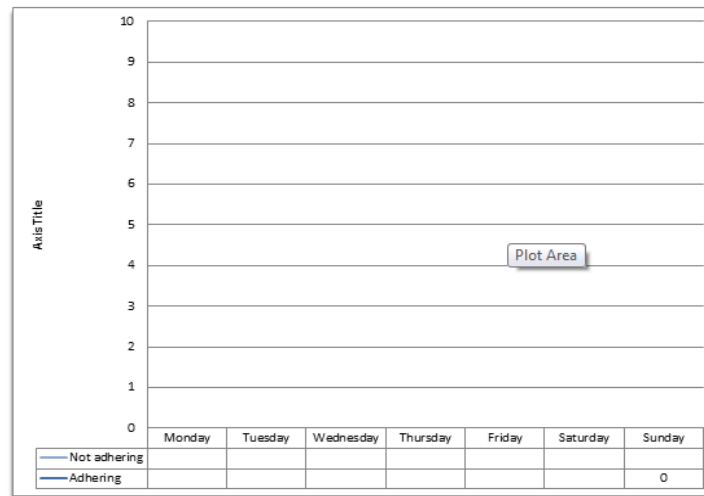 10
9
8
7
6
5
4
3
2
1
0
Axis Title
Plot Area
Monday Tuesday Wednesday Thursday Friday Saturday Sunday
Not adhering
Adhering 0